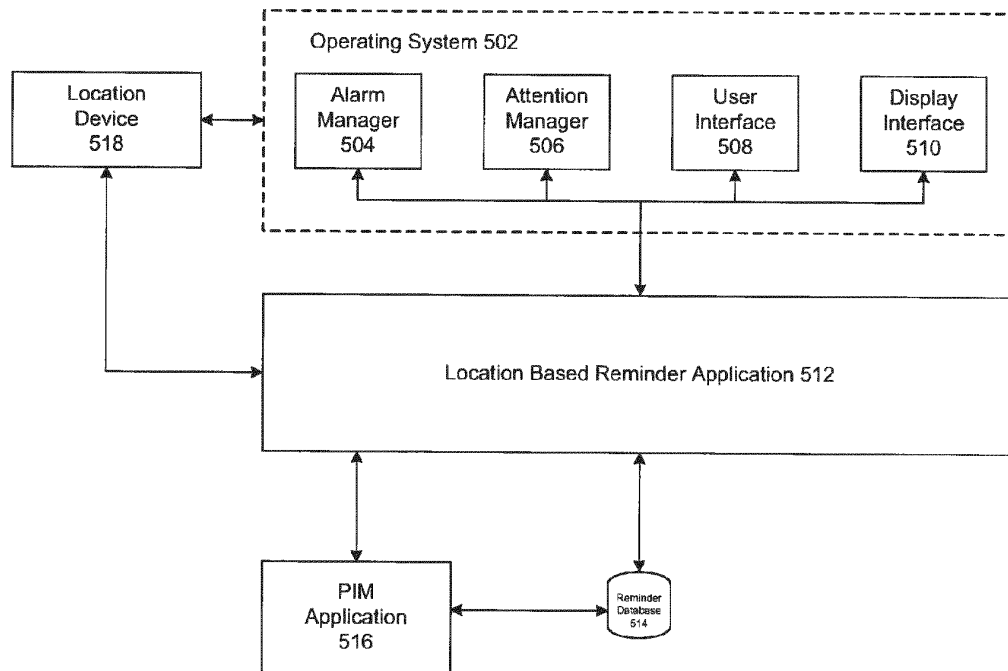 Operating System 502
Location
Device
518
Alarm
Manager
504
Attention
Manager
506
User
Interface
508
Display
Interface
510
Location Based Reminder Application 512
PIM
Application
516
Reminder
Database
514